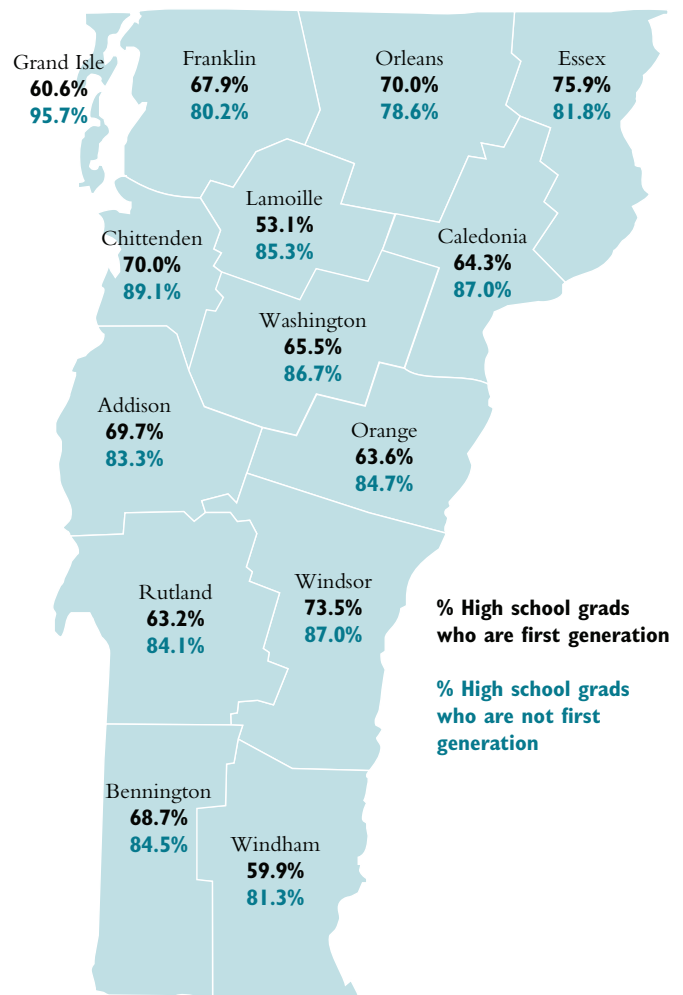 Grand Isle
60.6%
95.7%
Franklin
67.9%
80.2%
Orleans
70.0%
78.6%
Essex
75.9%
81.8%
Lamoille
53.1%
85.3%
Chittenden
70.0%
89.1%
Caledonia
64.3%
87.0%
Washington
65.5%
86.7%
Addison
69.7%
83.3%
Orange
63.6%
84.7%
Rutland
63.2%
84.1%
Windsor
73.5%
87.0%
% High school grads
who are first generation
% High school grads
who are not first
generation
Bennington
68.7%
84.5%
Windham
59.9%
81.3%